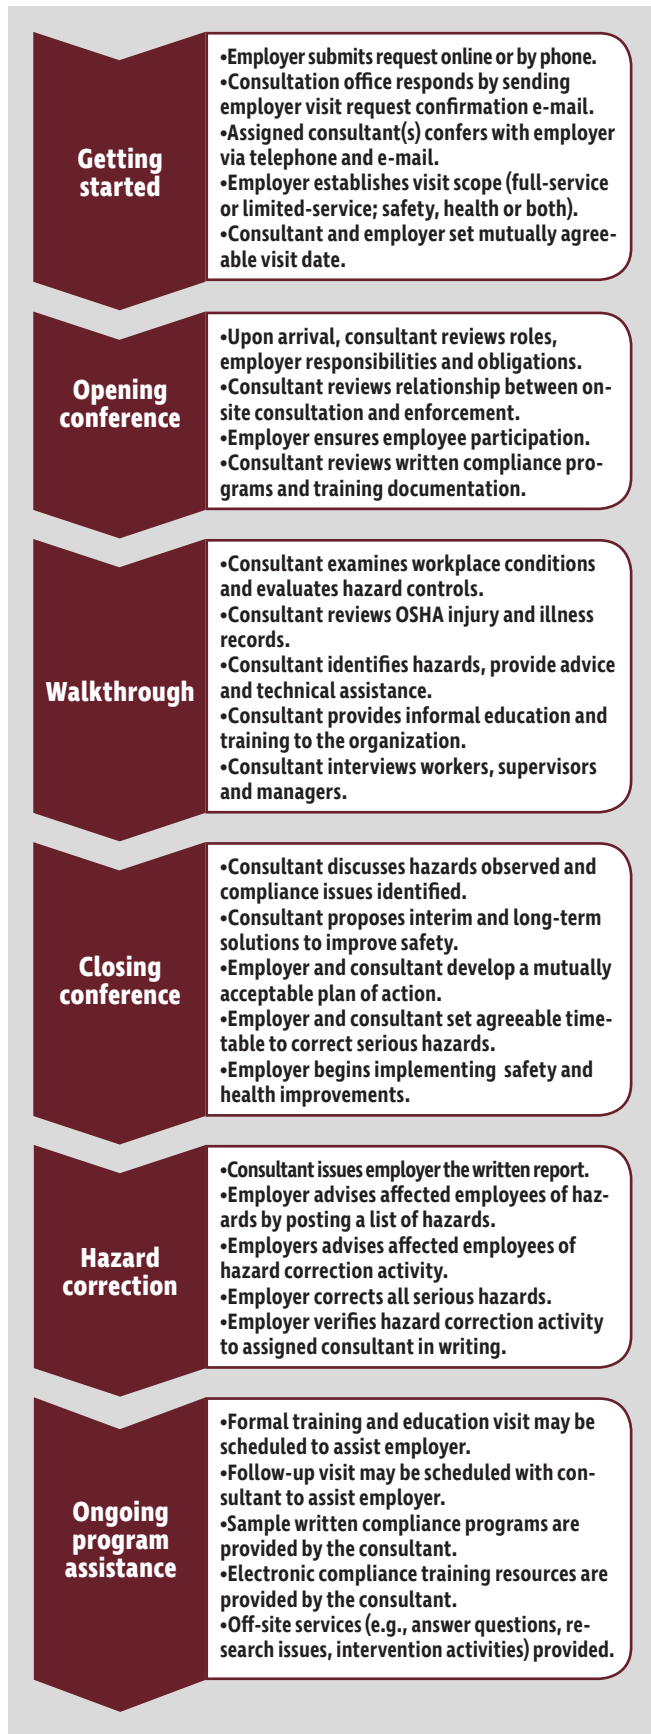 Getting
started
•Employer submits request online or by phone.
•Consultation office responds by sending
employer visit request confirmation e-mail.
•Assigned consultant(s) confers with employer
via telephone and e-mail.
•Employer establishes visit scope (full-service
or limited-service; safety, health or both).
•Consultant and employer set mutually agree-
able visit date.
Opening
conference
•Upon arrival, consultant reviews roles,
employer responsibilities and obligations.
•Consultant reviews relationship between on-
site consultation and enforcement.
•Employer ensures employee participation.
•Consultant reviews written compliance pro-
grams and training documentation.
Walkthrough
•Consultant examines workplace conditions
and evaluates hazard controls.
•Consultant reviews OSHA injury and illness
records.
•Consultant identifies hazards, provide advice
and technical assistance.
•Consultant provides informal education and
training to the organization.
•Consultant interviews workers, supervisors
and managers.
Closing
conference
•Consultant discusses hazards observed and
compliance issues identified.
•Consultant proposes interim and long-term
solutions to improve safety.
•Employer and consultant develop a mutually
acceptable plan of action.
•Employer and consultant set agreeable time-
table to correct serious hazards.
•Employer begins implementing safety and
health improvements.
Hazard
correction
•Consultant issues employer the written report.
•Employer advises affected employees of haz-
ards by posting a list of hazards.
•Employers advises affected employees of
hazard correction activity.
•Employer corrects all serious hazards.
•Employer verifies hazard correction activity
to assigned consultant in writing.
Ongoing
program
assistance
•Formal training and education visit may be
scheduled to assist employer.
•Follow-up visit may be scheduled with con-
sultant to assist employer.
•Sample written compliance programs are
provided by the consultant.
•Electronic compliance training resources are
provided by the consultant.
•Off-site services (e.g., answer questions, re-
search issues, intervention activities) provided.